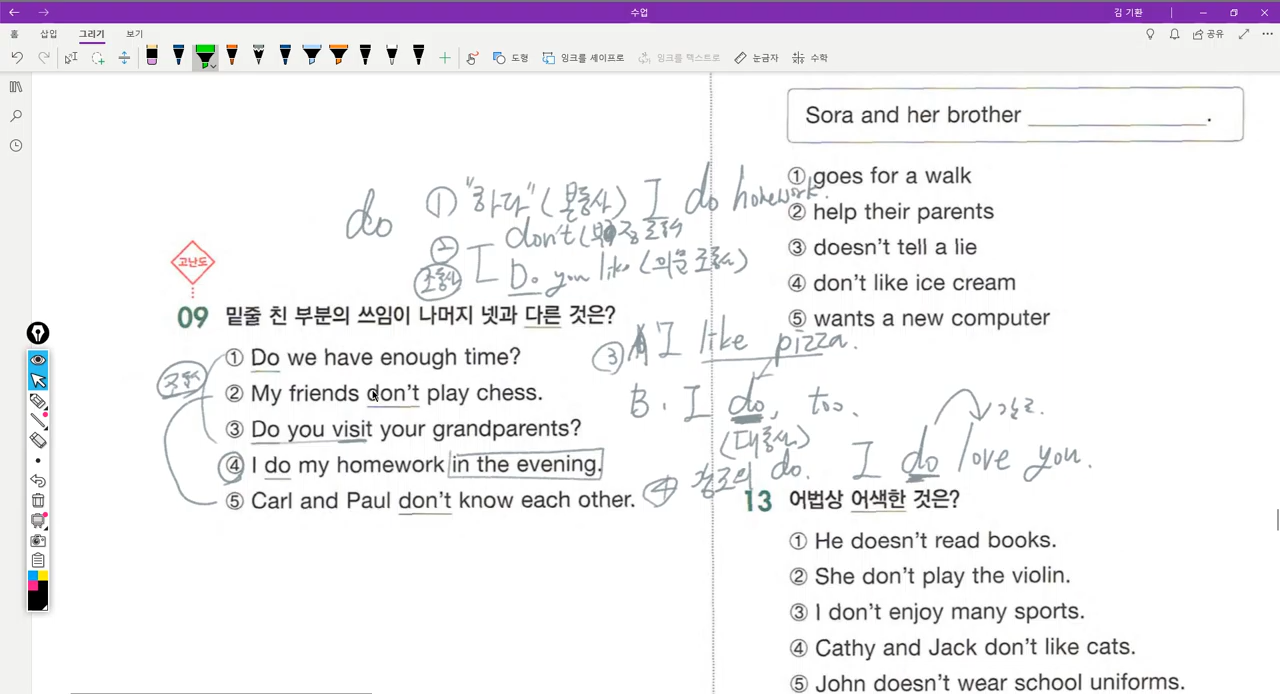 수업
김 기환
홈 삽입 그리기 보기
공유
도형
잉크를 셰이프로
잉크를 텍스트로
눈금자
수학
do ① "하다" (본동사) I do homework.
②
조동사
don't (부정 조동사
Do you like (의문 조동사)
고난도
09 밑줄 친 부분의 쓰임이 나머지 넷과 다른 것은?
조동사
① Do we have enough time?
② My friends don't play chess.
③ Do you visit your grandparents?
④ I do my homework in the evening.
⑤ Carl and Paul don't know each other.
③ A I like pizza.
B. I do, too.
(대동사)
④ 강조의 do. I do love you.
강조.
Sora and her brother .
① goes for a walk
② help their parents
③ doesn't tell a lie
④ don't like ice cream
⑤ wants a new computer
13 어법상 어색한 것은?
① He doesn't read books.
② She don't play the violin.
③ I don't enjoy many sports.
④ Cathy and Jack don't like cats.
⑤ John doesn't wear school uniforms.